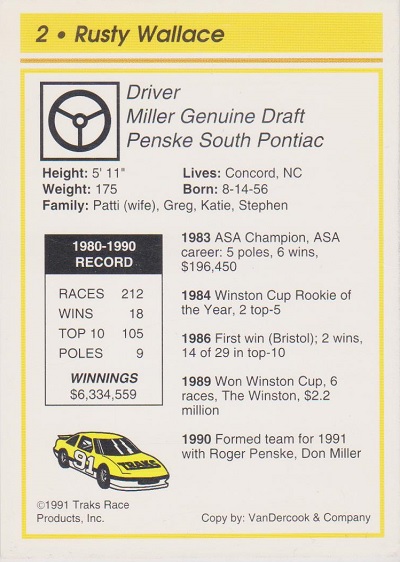 2 • Rusty Wallace
Driver
Miller Genuine Draft
Penske South Pontiac
Height: 5' 11"
Weight: 175
Lives: Concord, NC
Born: 8-14-56
Family: Patti (wife), Greg, Katie, Stephen
1980-1990
RECORD
RACES 212
WINS 18
TOP 10 105
POLES 9
WINNINGS
$6,334,559
1983 ASA Champion, ASA
career: 5 poles, 6 wins,
$196,450
1984 Winston Cup Rookie of
the Year, 2 top-5
1986 First win (Bristol); 2 wins,
14 of 29 in top-10
1989 Won Winston Cup, 6
races, The Winston, $2.2
million
1990 Formed team for 1991
with Roger Penske, Don Miller
91
TRAKS
©1991 Traks Race
Products, Inc.
Copy by: VanDercook & Company